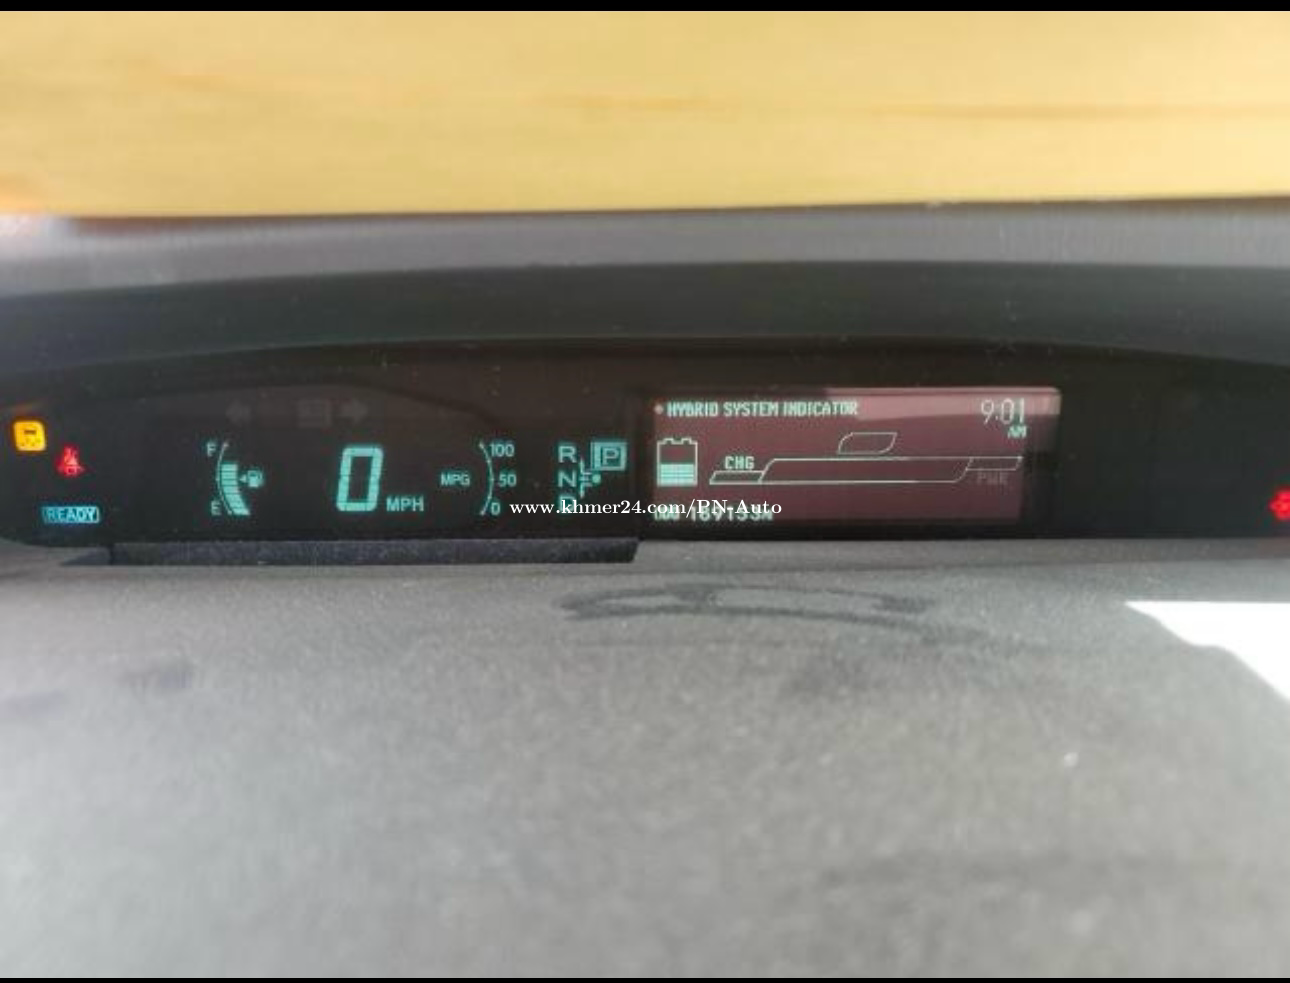 HYBRID SYSTEM INDICATOR
9:01
AM
F
E
0 MPH
MPG
100
50
0
R
N
P
CHG
PWR
READY
www.khmer24.com/PN-Auto